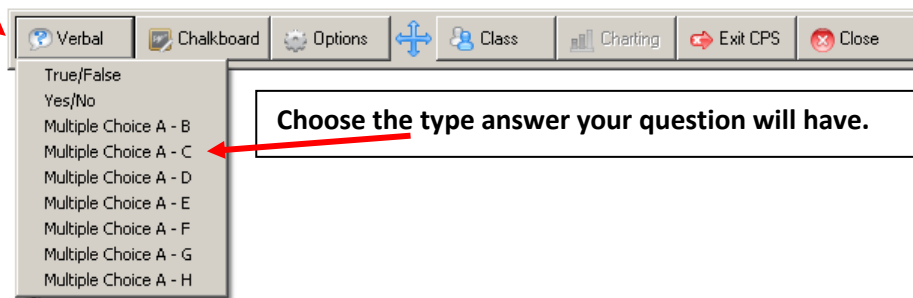 Verbal Chalkboard Options Class Charting Exit CPS Close
True/False
Yes/No
Multiple Choice A - B
Choose the type answer your question will have.
Multiple Choice A - C
Multiple Choice A - D
Multiple Choice A - E
Multiple Choice A - F
Multiple Choice A - G
Multiple Choice A - H